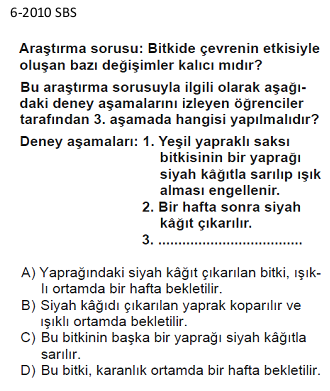 6-2010 SBS
Araştırma sorusu: Bitkide çevrenin etkisiyle
oluşan bazı değişimler kalıcı mıdır?
Bu araştırma sorusuyla ilgili olarak aşağı-
daki deney aşamalarını izleyen öğrenciler
tarafından 3. aşamada hangisi yapılmalıdır?
Deney aşamaları: 1. Yeşil yapraklı saksı
bitkisinin bir yaprağı
siyah kâğıtla sarılıp ışık
alması engellenir.
2. Bir hafta sonra siyah
kâğıt çıkarılır.
3. ....................................
A) Yaprağındaki siyah kâğıt çıkarılan bitki, ışık-
lı ortamda bir hafta bekletilir.
B) Siyah kâğıdı çıkarılan yaprak koparılır ve
ışıklı ortamda bekletilir.
C) Bu bitkinin başka bir yaprağı siyah kâğıtla
sarılır.
D) Bu bitki, karanlık ortamda bir hafta bekletilir.